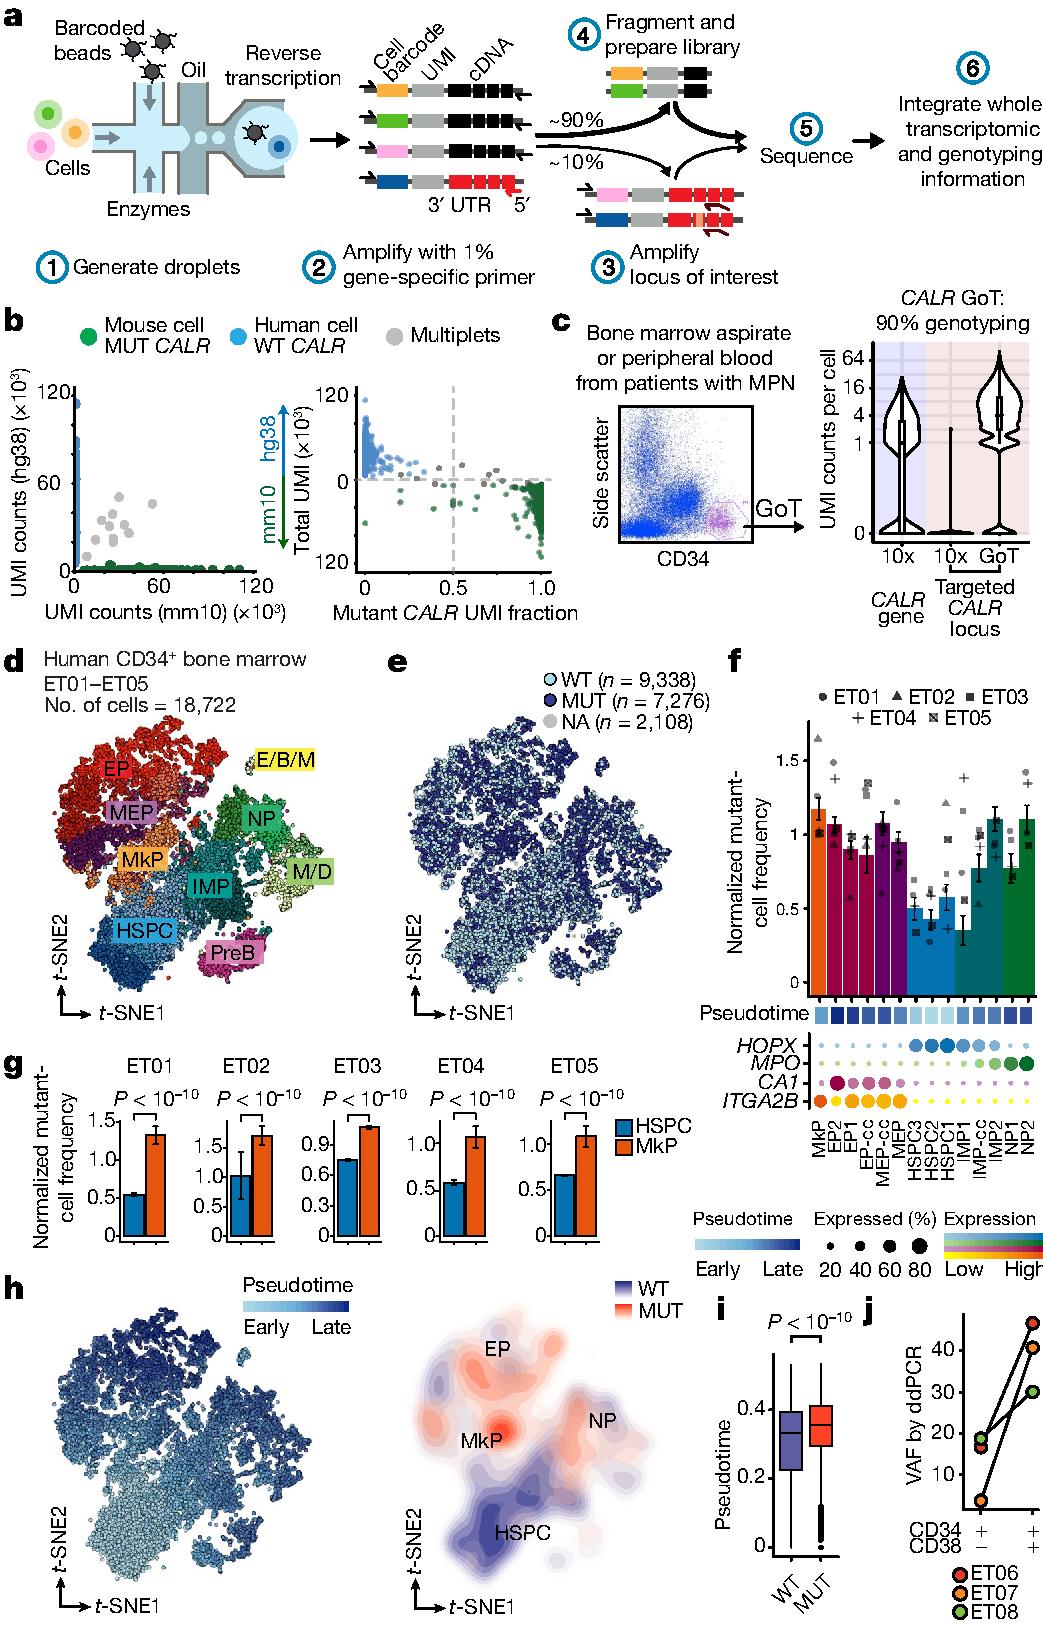 a
Barcoded
beads
Oil
Reverse
transcription
Cells
Enzymes
1 Generate droplets
Cell
barcode
UMI
cDNA
3′ UTR 5′
2 Amplify with 1%
gene-specific primer
~90%
~10%
4 Fragment and
prepare library
3 Amplify
locus of interest
5
Sequence
6
Integrate whole
transcriptomic
and genotyping
information
b
Mouse cell
MUT CALR
Human cell
WT CALR
Multiplets
UMI counts (hg38) (×10³)
120
60
0
0 60 120
UMI counts (mm10) (×10³)
mm10 hg38
Total UMI (×10³)
120
0
120
0 0.5 1.0
Mutant CALR UMI fraction
c
Bone marrow aspirate
or peripheral blood
from patients with MPN
Side scatter
CD34
GoT
CALR GoT:
90% genotyping
UMI counts per cell
64
16
4
1
0
10x 10x GoT
CALR
gene
Targeted
CALR
locus
d
Human CD34⁺ bone marrow
ET01–ET05
No. of cells = 18,722
EP
E/B/M
MEP
NP
MkP
M/D
IMP
HSPC
PreB
t-SNE2
t-SNE1
e
WT (n = 9,338)
MUT (n = 7,276)
NA (n = 2,108)
t-SNE2
t-SNE1
f
ET01 ET02 ET03
ET04 ET05
Normalized mutant-
cell frequency
1.5
1
0.5
0
Pseudotime
HOPX
MPO
CA1
ITGA2B
MkP
EP2
EP1
EP-cc
MEP-cc
MEP
HSPC3
HSPC2
HSPC1
IMP1
IMP-cc
IMP2
NP1
NP2
Pseudotime
Early Late
Expressed (%)
20 40 60 80
Expression
Low High
g
Normalized mutant-
cell frequency
ET01 ET02 ET03 ET04 ET05
P < 10⁻¹⁰ P < 10⁻¹⁰ P < 10⁻¹⁰ P < 10⁻¹⁰ P < 10⁻¹⁰
1.5
1.0
0.5
0
1.5
1.0
0.5
0
0.9
0.6
0.3
0
1.0
0.5
0
1.0
0.5
0
HSPC
MkP
h
Pseudotime
Early Late
t-SNE2
t-SNE1
WT
MUT
EP
NP
MkP
HSPC
t-SNE2
t-SNE1
i
P < 10⁻¹⁰
Pseudotime
0.4
0.2
0
WT
MUT
j
VAF by ddPCR
40
30
20
10
CD34 + +
CD38 – +
ET06
ET07
ET08